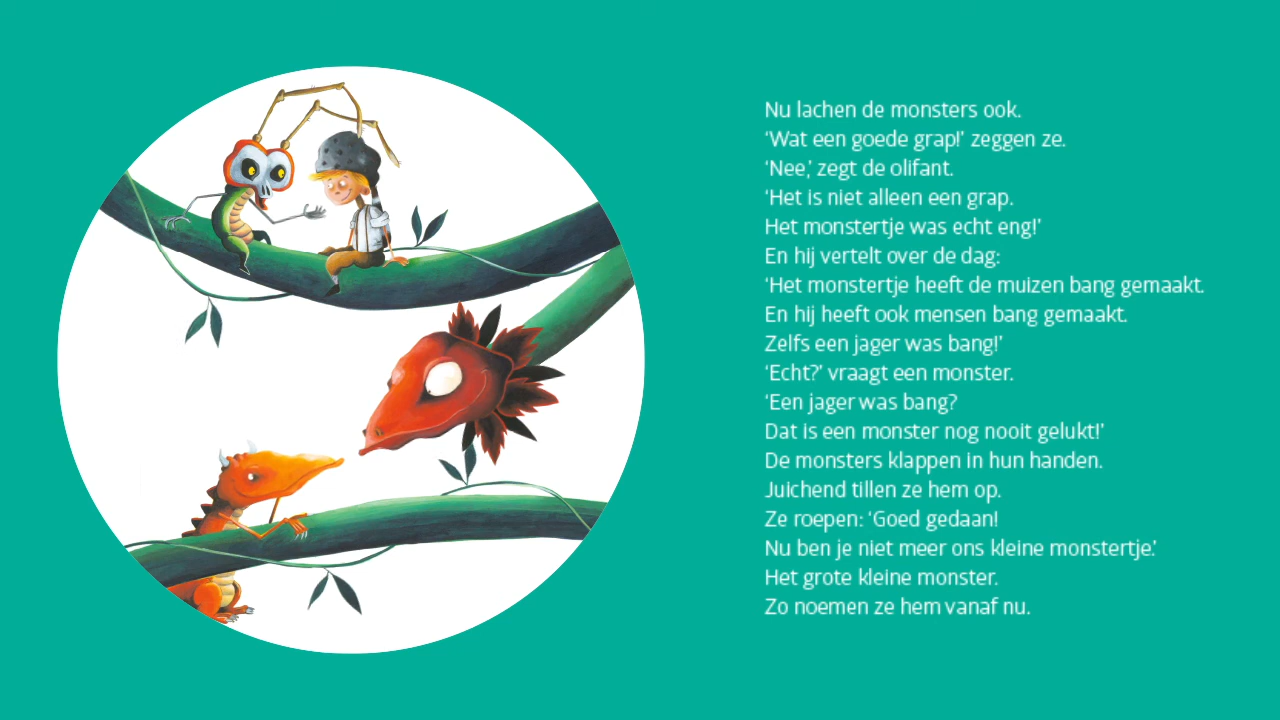 Nu lachen de monsters ook.
‘Wat een goede grap!’ zeggen ze.
‘Nee,’ zegt de olifant.
‘Het is niet alleen een grap.
Het monstertje was echt eng!’
En hij vertelt over de dag:
‘Het monstertje heeft de muizen bang gemaakt.
En hij heeft ook mensen bang gemaakt.
Zelfs een jager was bang!’
‘Echt?’ vraagt een monster.
‘Een jager was bang?
Dat is een monster nog nooit gelukt!’
De monsters klappen in hun handen.
Juichend tillen ze hem op.
Ze roepen: ‘Goed gedaan!
Nu ben je niet meer ons kleine monstertje.’
Het grote kleine monster.
Zo noemen ze hem vanaf nu.